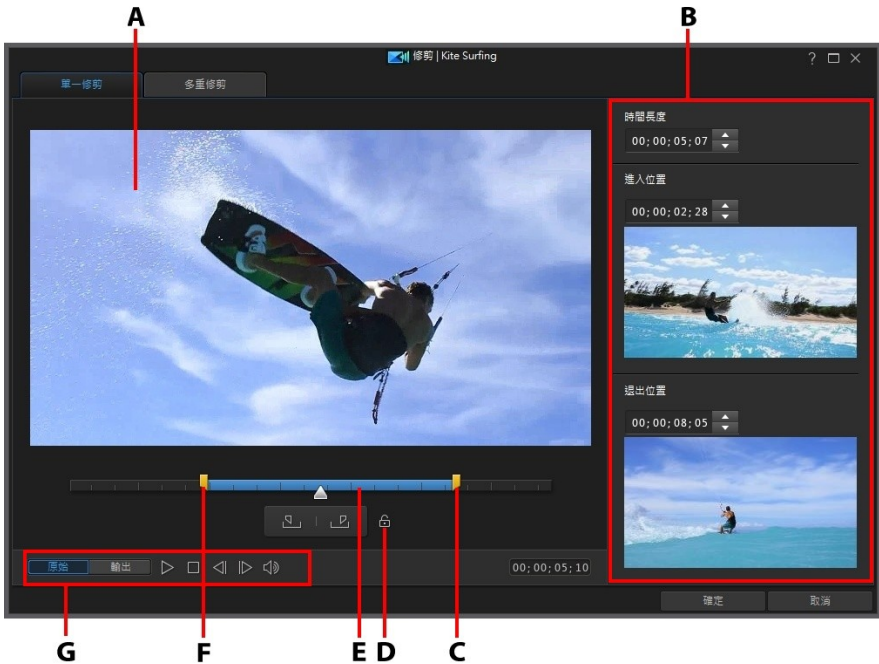 A
B
修剪 | Kite Surfing
?
單一修剪
多重修剪
時間長度
00;00;05;07
進入位置
00;00;02;28
退出位置
00;00;08;05
原始
輸出
00;00;05;10
確定
取消
G
F
E
D
C